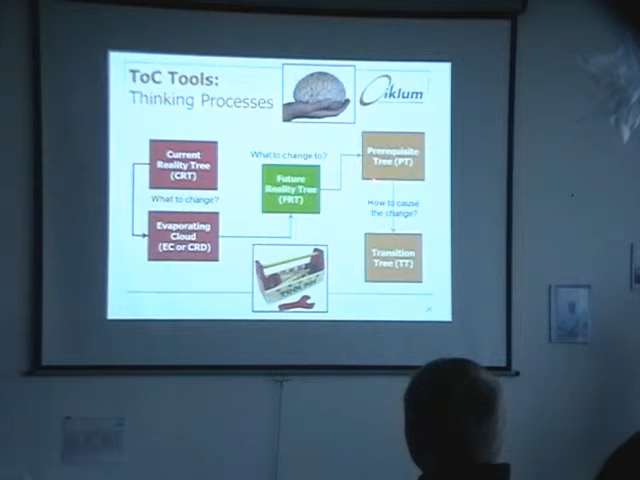 ToC Tools:
Thinking Processes
Ciklum
Current
Reality Tree
(CRT)
What to change?
Evaporating
Cloud
(EC or CRD)
What to change to?
Future
Reality Tree
(FRT)
Prerequisite
Tree (PT)
How to cause
the change?
Transition
Tree (TT)